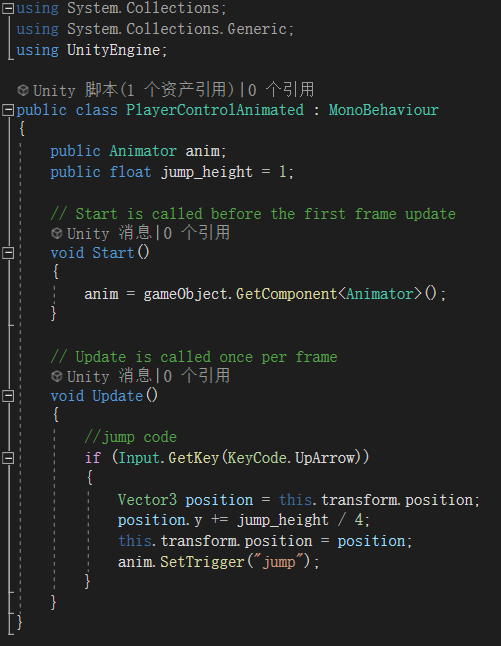 using System.Collections;
using System.Collections.Generic;
using UnityEngine;
Unity 脚本(1 个资产引用)|0 个引用
public class PlayerControlAnimated : MonoBehaviour
{
public Animator anim;
public float jump_height = 1;
// Start is called before the first frame update
Unity 消息|0 个引用
void Start()
{
anim = gameObject.GetComponent<Animator>();
}
// Update is called once per frame
Unity 消息|0 个引用
void Update()
{
//jump code
if (Input.GetKey(KeyCode.UpArrow))
{
Vector3 position = this.transform.position;
position.y += jump_height / 4;
this.transform.position = position;
anim.SetTrigger("jump");
}
}
}